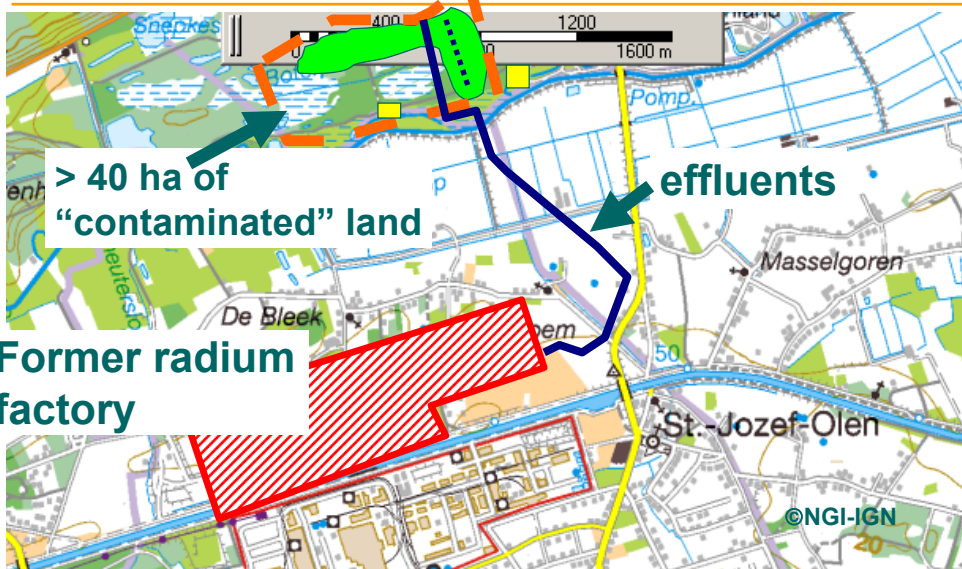 400
1200
1600 m
Pomp.
> 40 ha of
“contaminated” land
effluents
Masselgoren
De Bleek
Former radium
factory
50
St.-Jozef-Olen
©NGI-IGN
20